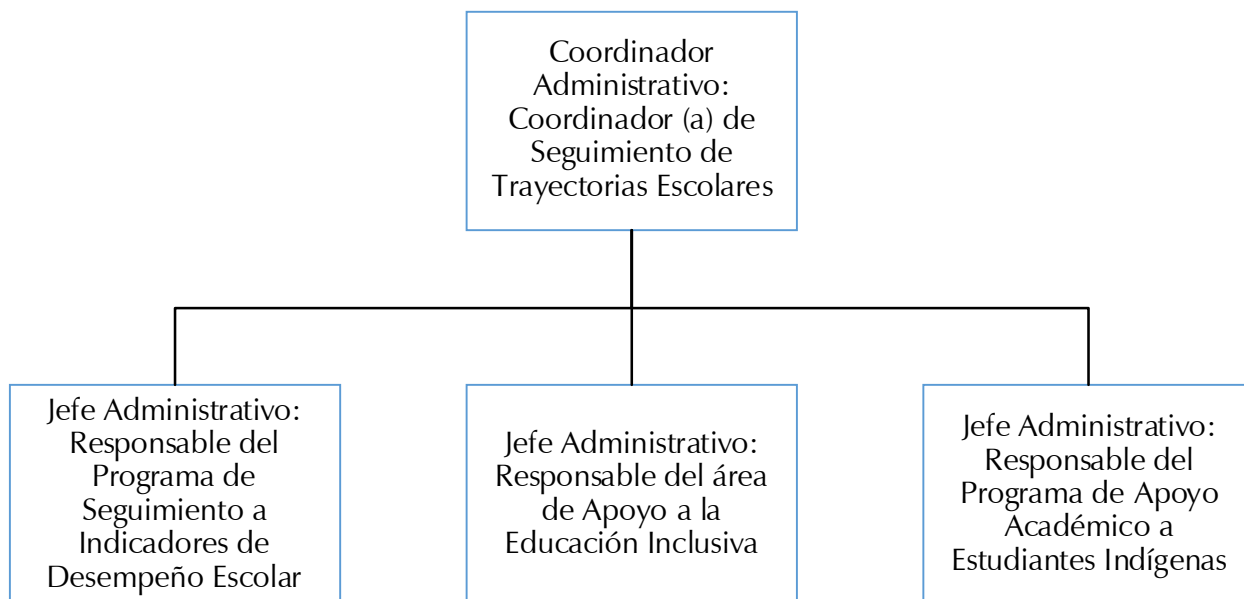 Coordinador
Administrativo:
Coordinador (a) de
Seguimiento de
Trayectorias Escolares
Jefe Administrativo:
Responsable del
Programa de
Seguimiento a
Indicadores de
Desempeño Escolar
Jefe Administrativo:
Responsable del área
de Apoyo a la
Educación Inclusiva
Jefe Administrativo:
Responsable del
Programa de Apoyo
Académico a
Estudiantes Indígenas